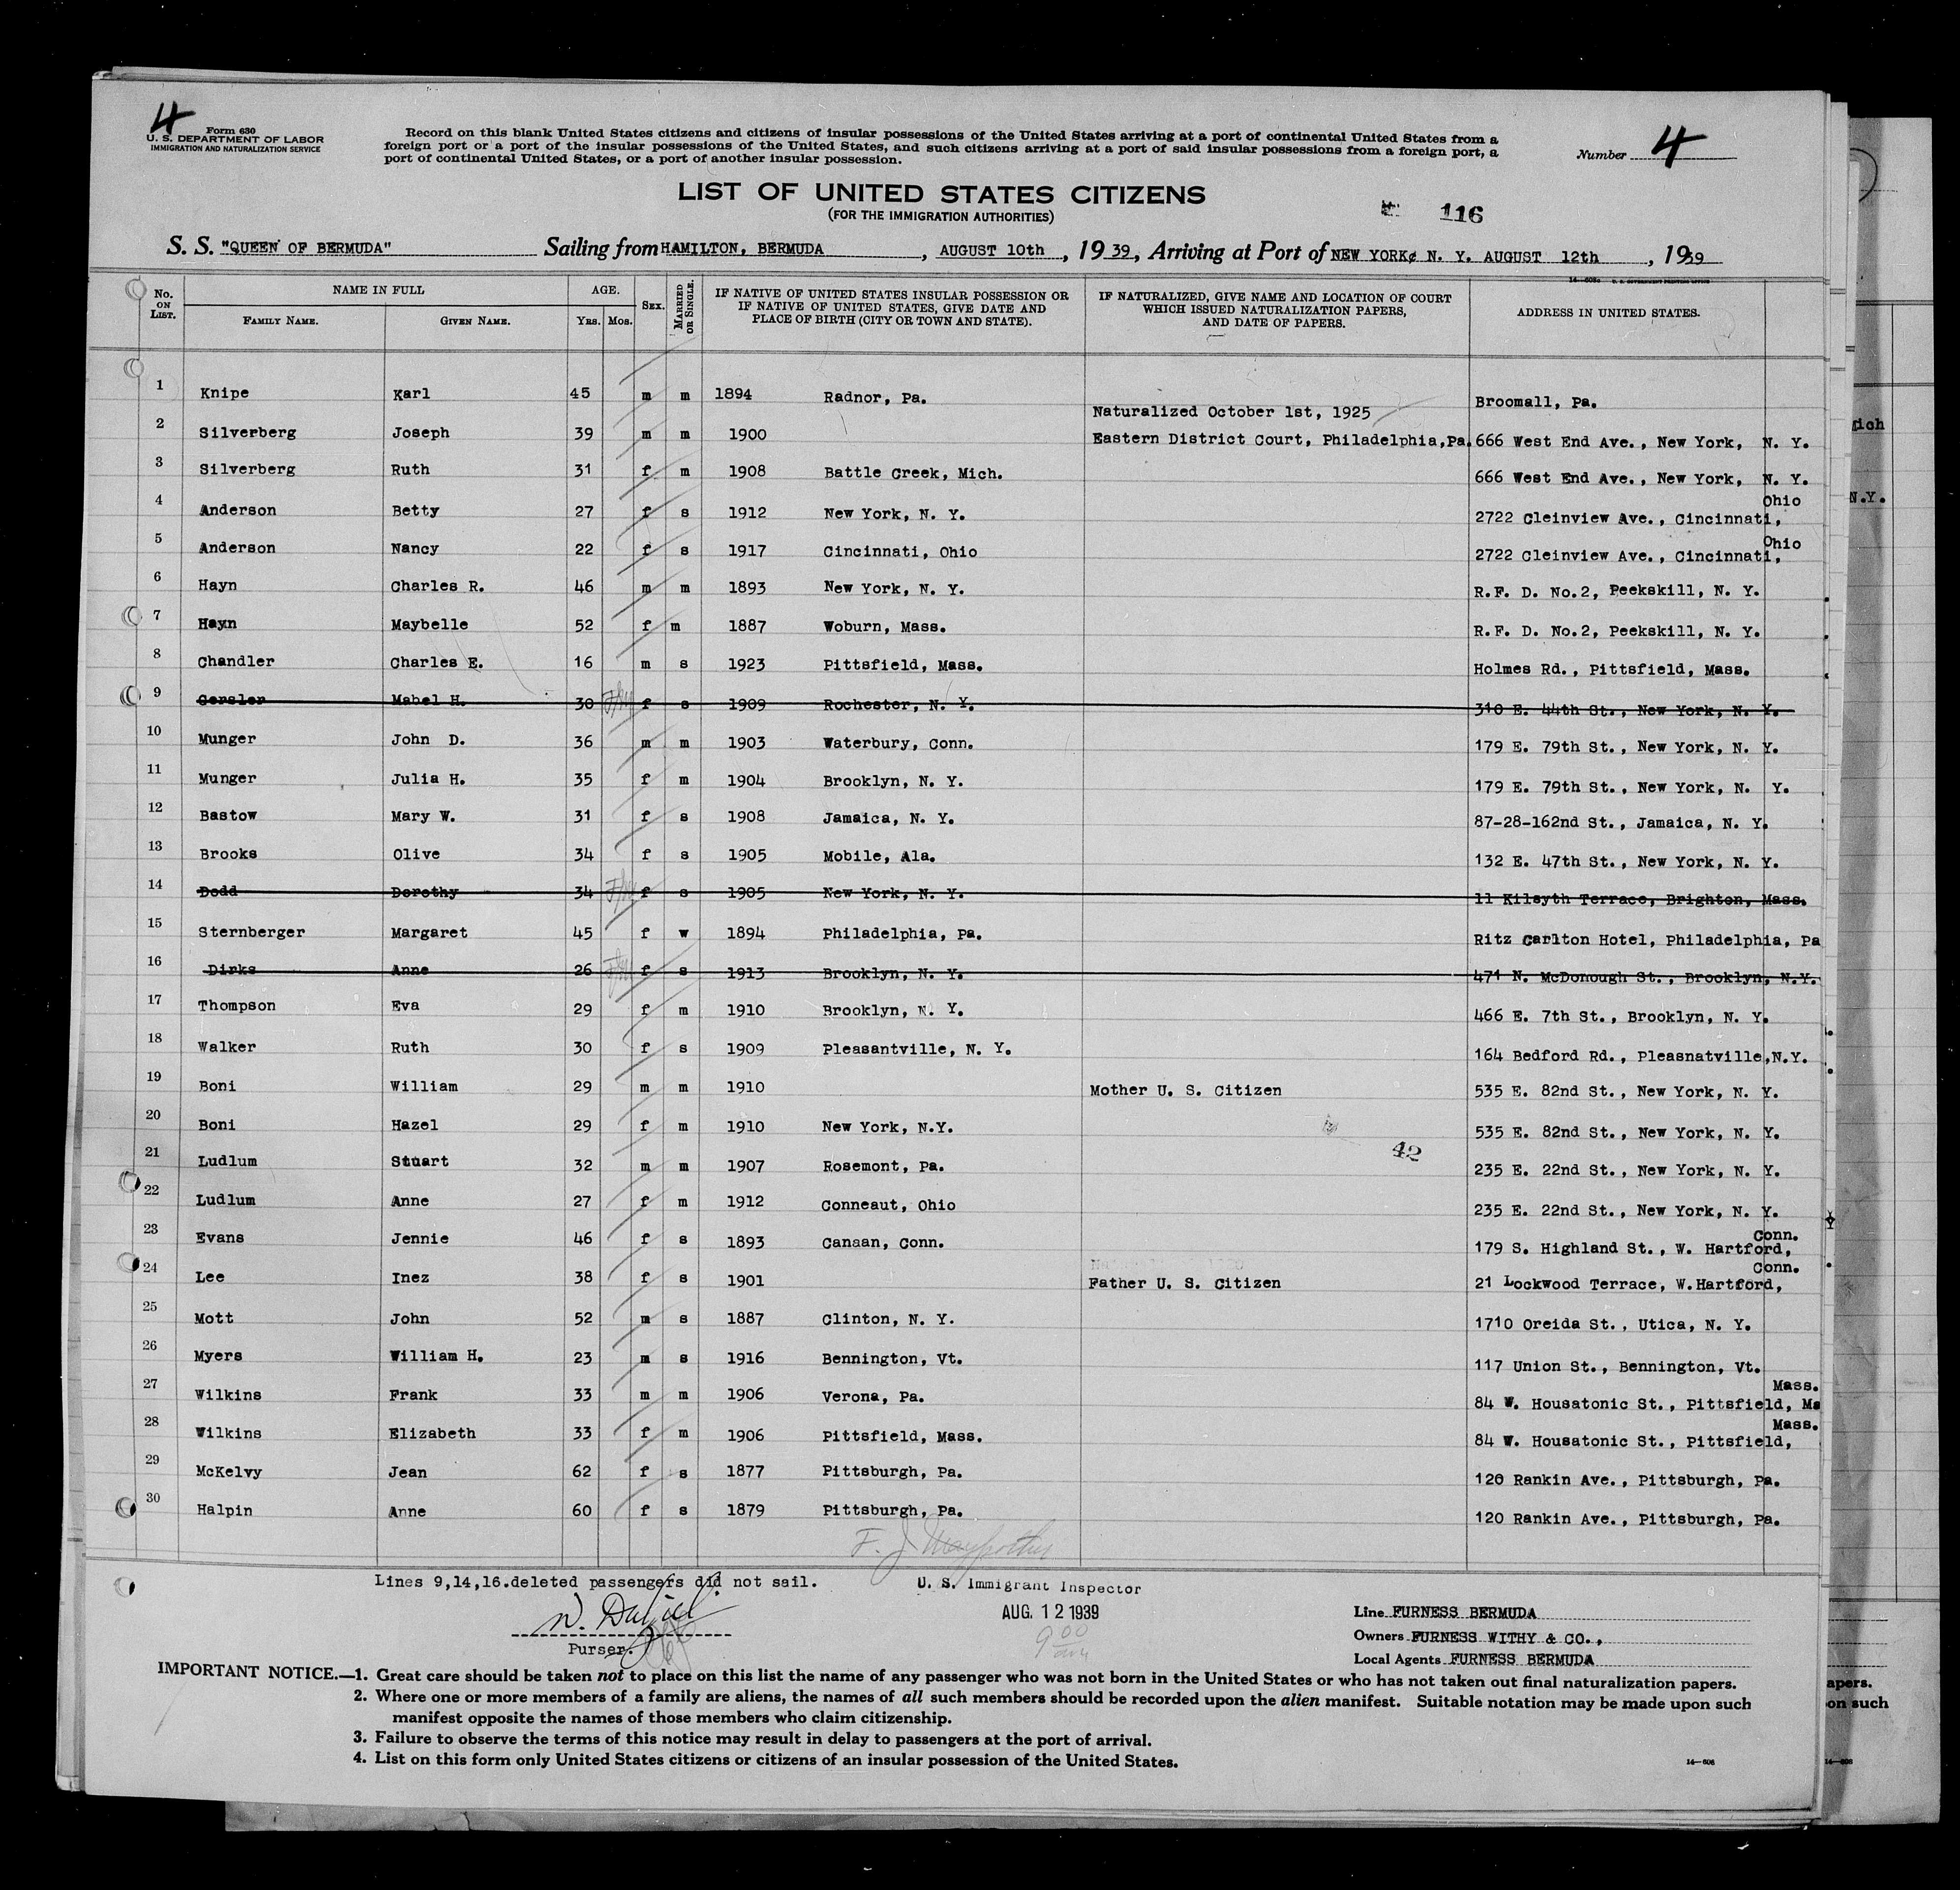 4
Form 630
U. S. DEPARTMENT OF LABOR
IMMIGRATION AND NATURALIZATION SERVICE
Record on this blank United States citizens and citizens of insular possessions of the United States arriving at a port of continental United States from a
foreign port or a port of the insular possessions of the United States, and such citizens arriving at a port of said insular possessions from a foreign port, a
port of continental United States, or a port of another insular possession.
Number 4
LIST OF UNITED STATES CITIZENS
(FOR THE IMMIGRATION AUTHORITIES)
116
S. S. "QUEEN OF BERMUDA" Sailing from HAMILTON, BERMUDA , AUGUST 10th , 19 39, Arriving at Port of NEW YORK¢ N. Y. AUGUST 12th , 1939
No. ON LIST. NAME IN FULL FAMILY NAME. GIVEN NAME. AGE. YRS. MOS. SEX. MARRIED OR SINGLE. IF NATIVE OF UNITED STATES INSULAR POSSESSION OR IF NATIVE OF UNITED STATES, GIVE DATE AND PLACE OF BIRTH (CITY OR TOWN AND STATE). IF NATURALIZED, GIVE NAME AND LOCATION OF COURT WHICH ISSUED NATURALIZATION PAPERS, AND DATE OF PAPERS. ADDRESS IN UNITED STATES.
1 Knipe Karl 45 m m 1894 Radnor, Pa. Broomall, Pa.
Naturalized October 1st, 1925
2 Silverberg Joseph 39 m m 1900 Eastern District Court, Philadelphia,Pa. 666 West End Ave., New York, N. Y.
3 Silverberg Ruth 31 f m 1908 Battle Creek, Mich. 666 West End Ave., New York, N. Y.
4 Anderson Betty 27 f s 1912 New York, N. Y. 2722 Cleinview Ave., Cincinnati, Ohio
5 Anderson Nancy 22 f s 1917 Cincinnati, Ohio 2722 Cleinview Ave., Cincinnati, Ohio
6 Hayn Charles R. 46 m m 1893 New York, N. Y. R.F. D. No.2, Peekskill, N. Y.
7 Hayn Maybelle 52 f m 1887 Woburn, Mass. R.F. D. No.2, Peekskill, N. Y.
8 Chandler Charles E. 16 m s 1923 Pittsfield, Mass. Holmes Rd., Pittsfield, Mass.
9 Gersler Mabel H. 30 f s 1909 Rochester, N. Y. 310 E. 44th St., New York, N. Y.
10 Munger John D. 36 m m 1903 Waterbury, Conn. 179 E. 79th St., New York, N. Y.
11 Munger Julia H. 35 f m 1904 Brooklyn, N. Y. 179 E. 79th St., New York, N. Y.
12 Bastow Mary W. 31 f s 1908 Jamaica, N. Y. 87-28-162nd St., Jamaica, N. Y.
13 Brooks Olive 34 f s 1905 Mobile, Ala. 132 E. 47th St., New York, N. Y.
14 Dodd Dorothy 34 f s 1905 New York, N. Y. 11 Kilsyth Terrace, Brighton, Mass.
15 Sternberger Margaret 45 f w 1894 Philadelphia, Pa. Ritz Carlton Hotel, Philadelphia, Pa
16 Dirks Anne 26 f s 1913 Brooklyn, N. Y. 471 N. McDonough St., Brooklyn, N.Y.
17 Thompson Eva 29 f m 1910 Brooklyn, N. Y. 466 E. 7th St., Brooklyn, N. Y.
18 Walker Ruth 30 f s 1909 Pleasantville, N. Y. 164 Bedford Rd., Pleasnatville,N.Y.
19 Boni William 29 m m 1910 Mother U. S. Citizen 535 E. 82nd St., New York, N. Y.
20 Boni Hazel 29 f m 1910 New York, N.Y. 535 E. 82nd St., New York, N. Y.
42
21 Ludlum Stuart 32 m m 1907 Rosemont, Pa. 235 E. 22nd St., New York, N. Y.
22 Ludlum Anne 27 f m 1912 Conneaut, Ohio 235 E. 22nd St., New York, N. Y.
23 Evans Jennie 46 f s 1893 Canaan, Conn. 179 S. Highland St., W. Hartford, Conn.
24 Lee Inez 38 f s 1901 Father U. S. Citizen 21 Lockwood Terrace, W.Hartford, Conn.
25 Mott John 52 m s 1887 Clinton, N. Y. 1710 Oreida St., Utica, N. Y.
26 Myers William H. 23 m s 1916 Bennington, Vt. 117 Union St., Bennington, Vt.
27 Wilkins Frank 33 m m 1906 Verona, Pa. 84 W. Housatonic St., Pittsfield, Ma Mass.
28 Wilkins Elizabeth 33 f m 1906 Pittsfield, Mass. 84 W. Housatonic St., Pittsfield, Mass.
29 McKelvy Jean 62 f s 1877 Pittsburgh, Pa. 120 Rankin Ave., Pittsburgh, Pa.
30 Halpin Anne 60 f s 1879 Pittsburgh, Pa. 120 Rankin Ave., Pittsburgh, Pa.
Lines 9,14,16.deleted passengers did not sail.
Purser.
U. S. Immigrant Inspector
AUG. 12 1939
9 00
Line FURNESS BERMUDA
Owners FURNESS WITHY & CO.,
Local Agents FURNESS BERMUDA
IMPORTANT NOTICE.—1. Great care should be taken not to place on this list the name of any passenger who was not born in the United States or who has not taken out final naturalization papers.
2. Where one or more members of a family are aliens, the names of all such members should be recorded upon the alien manifest. Suitable notation may be made upon such
manifest opposite the names of those members who claim citizenship.
3. Failure to observe the terms of this notice may result in delay to passengers at the port of arrival.
4. List on this form only United States citizens or citizens of an insular possession of the United States.
14—606
N.Y.
apers.
on such